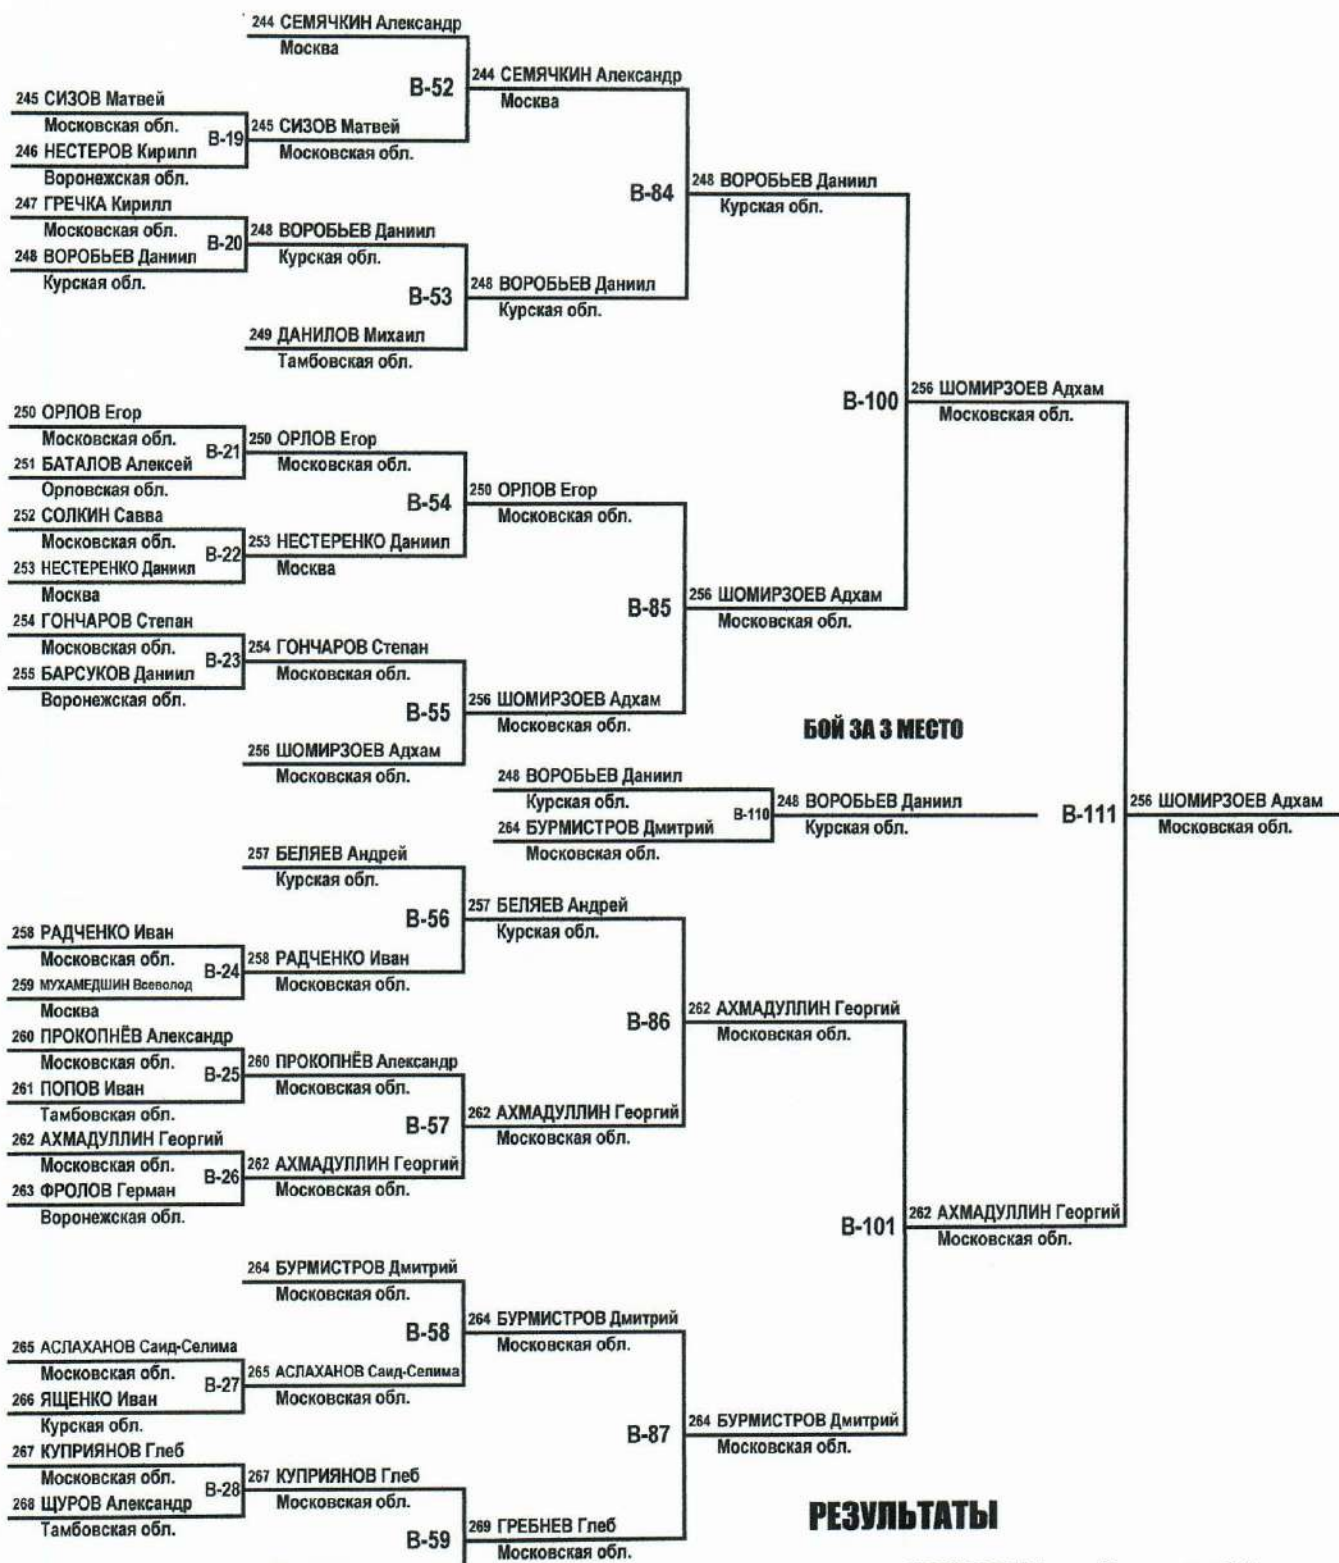 244 СЕМЯЧКИН Александр
Москва
В-52
244 СЕМЯЧКИН Александр
Москва
245 СИЗОВ Матвей
Московская обл.
В-19
245 СИЗОВ Матвей
Московская обл.
246 НЕСТЕРОВ Кирилл
Воронежская обл.
В-84
248 ВОРОБЬЕВ Даниил
Курская обл.
247 ГРЕЧКА Кирилл
Московская обл.
В-20
248 ВОРОБЬЕВ Даниил
Курская обл.
248 ВОРОБЬЕВ Даниил
Курская обл.
В-53
248 ВОРОБЬЕВ Даниил
Курская обл.
249 ДАНИЛОВ Михаил
Тамбовская обл.
В-100
256 ШОМИРЗОЕВ Адхам
Московская обл.
250 ОРЛОВ Егор
Московская обл.
В-21
250 ОРЛОВ Егор
Московская обл.
251 БАТАЛОВ Алексей
Орловская обл.
В-54
250 ОРЛОВ Егор
Московская обл.
252 СОЛКИН Савва
Московская обл.
В-22
253 НЕСТЕРЕНКО Даниил
Москва
253 НЕСТЕРЕНКО Даниил
Москва
В-85
256 ШОМИРЗОЕВ Адхам
Московская обл.
254 ГОНЧАРОВ Степан
Московская обл.
В-23
254 ГОНЧАРОВ Степан
Московская обл.
255 БАРСУКОВ Даниил
Воронежская обл.
В-55
256 ШОМИРЗОЕВ Адхам
Московская обл.
256 ШОМИРЗОЕВ Адхам
Московская обл.
БОЙ ЗА 3 МЕСТО
248 ВОРОБЬЕВ Даниил
Курская обл.
В-110
248 ВОРОБЬЕВ Даниил
Курская обл.
264 БУРМИСТРОВ Дмитрий
Московская обл.
В-111
256 ШОМИРЗОЕВ Адхам
Московская обл.
257 БЕЛЯЕВ Андрей
Курская обл.
В-56
257 БЕЛЯЕВ Андрей
Курская обл.
258 РАДЧЕНКО Иван
Московская обл.
В-24
258 РАДЧЕНКО Иван
Московская обл.
259 МУХАМЕДШИН Всеволод
Москва
В-86
262 АХМАДУЛЛИН Георгий
Московская обл.
260 ПРОКОПНЁВ Александр
Московская обл.
В-25
260 ПРОКОПНЁВ Александр
Московская обл.
261 ПОПОВ Иван
Тамбовская обл.
В-57
262 АХМАДУЛЛИН Георгий
Московская обл.
262 АХМАДУЛЛИН Георгий
Московская обл.
В-26
262 АХМАДУЛЛИН Георгий
Московская обл.
263 ФРОЛОВ Герман
Воронежская обл.
В-101
262 АХМАДУЛЛИН Георгий
Московская обл.
264 БУРМИСТРОВ Дмитрий
Московская обл.
В-58
264 БУРМИСТРОВ Дмитрий
Московская обл.
265 АСЛАХАНОВ Саид-Селима
Московская обл.
В-27
265 АСЛАХАНОВ Саид-Селима
Московская обл.
266 ЯЩЕНКО Иван
Курская обл.
В-87
264 БУРМИСТРОВ Дмитрий
Московская обл.
267 КУПРИЯНОВ Глеб
Московская обл.
В-28
267 КУПРИЯНОВ Глеб
Московская обл.
268 ЩУРОВ Александр
Тамбовская обл.
В-59
269 ГРЕБНЕВ Глеб
Московская обл.
РЕЗУЛЬТАТЫ